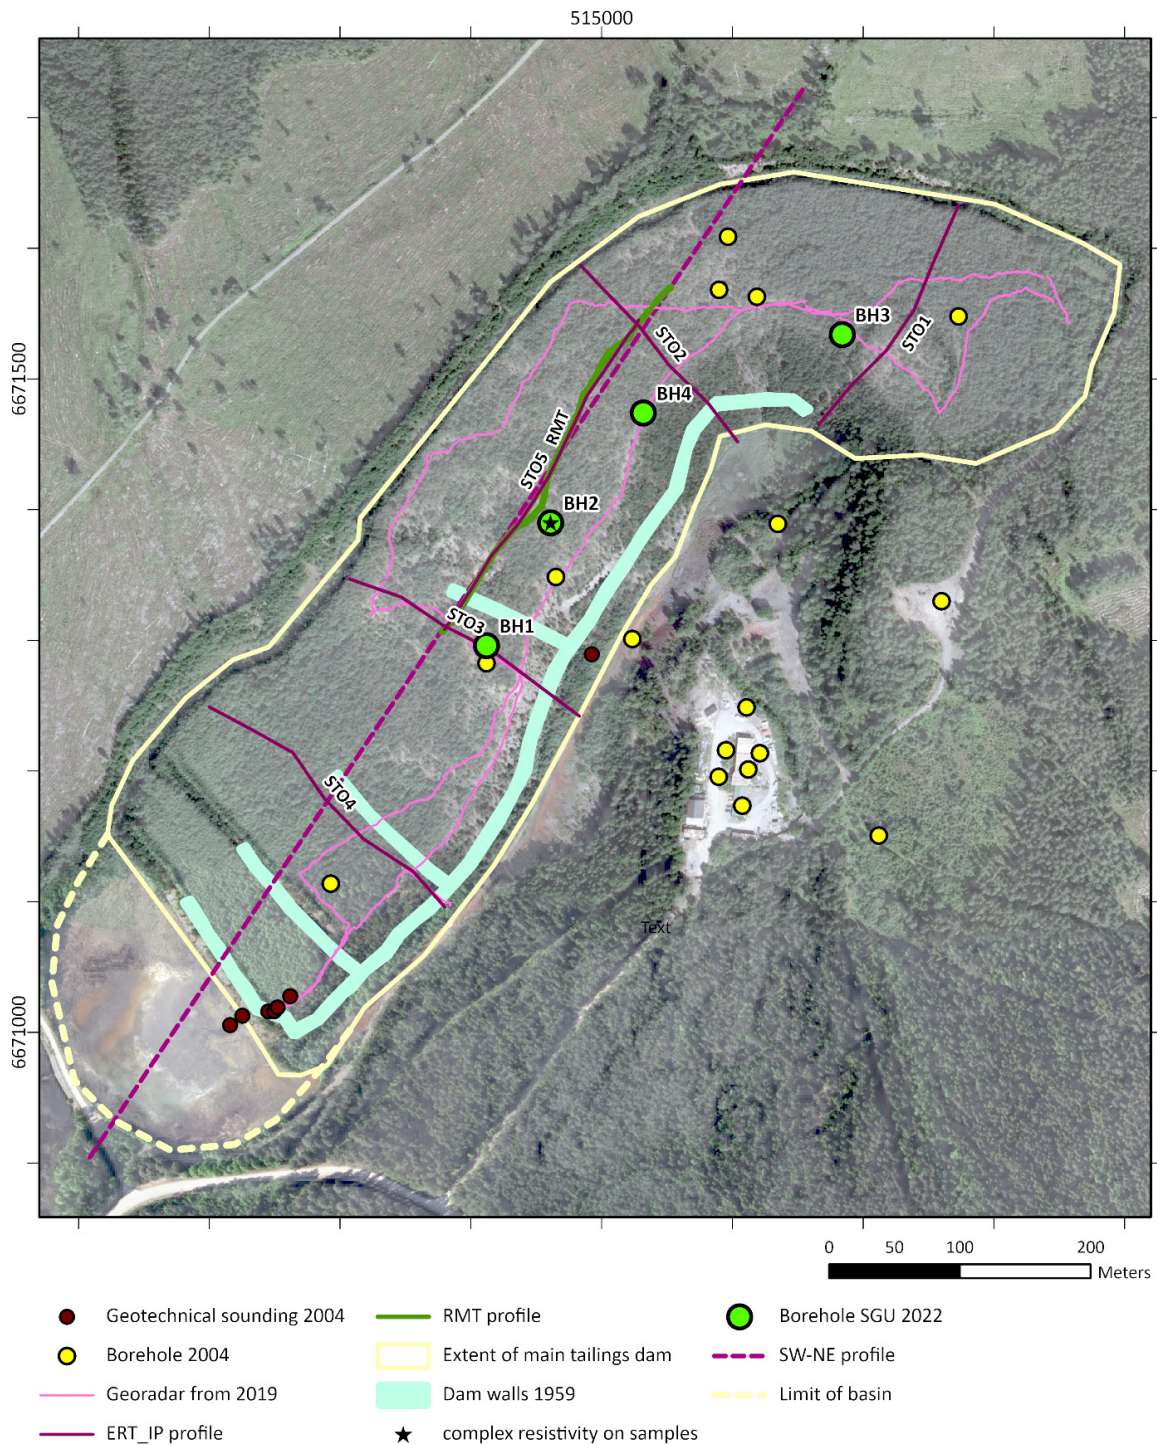 515000
6671500
6671000
BH3
STO1
STO2
BH4
STO5 RMT
BH2
STO3
BH1
STO4
Text
0 50 100 200
Meters
Geotechnical sounding 2004
RMT profile
Borehole SGU 2022
Borehole 2004
Extent of main tailings dam
SW-NE profile
Georadar from 2019
Dam walls 1959
Limit of basin
ERT_IP profile
complex resistivity on samples